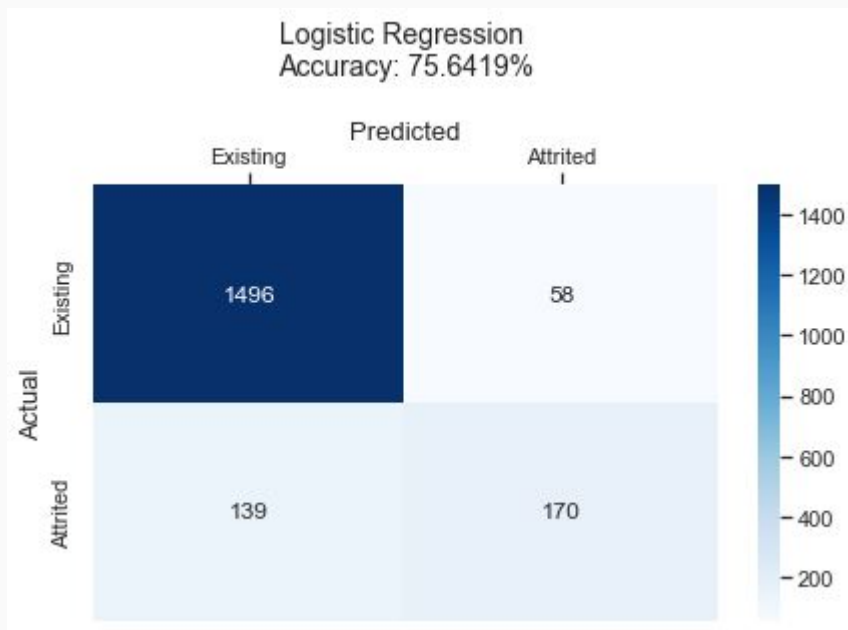 Logistic Regression
Accuracy: 75.6419%
Predicted
Existing
Attrited
Actual
Existing
1496
58
Attrited
139
170
1400
1200
1000
800
600
400
200